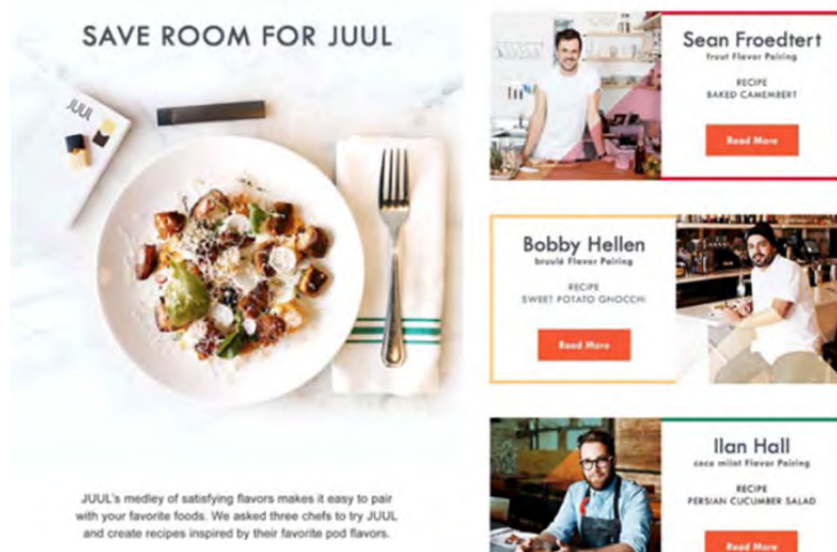 SAVE ROOM FOR JUUL
JUUL
JUUL's medley of satisfying flavors makes it easy to pair
with your favorite foods. We asked three chefs to try JUUL
and create recipes inspired by their favorite pod flavors.
Sean Froedtert
fruut Flavor Pairing
RECIPE
BAKED CAMEMBERT
Read More
Bobby Hellen
bruulé Flavor Pairing
RECIPE
SWEET POTATO GNOCCHI
Read More
Ilan Hall
coco miint Flavor Pairing
RECIPE
PERSIAN CUCUMBER SALAD
Read More